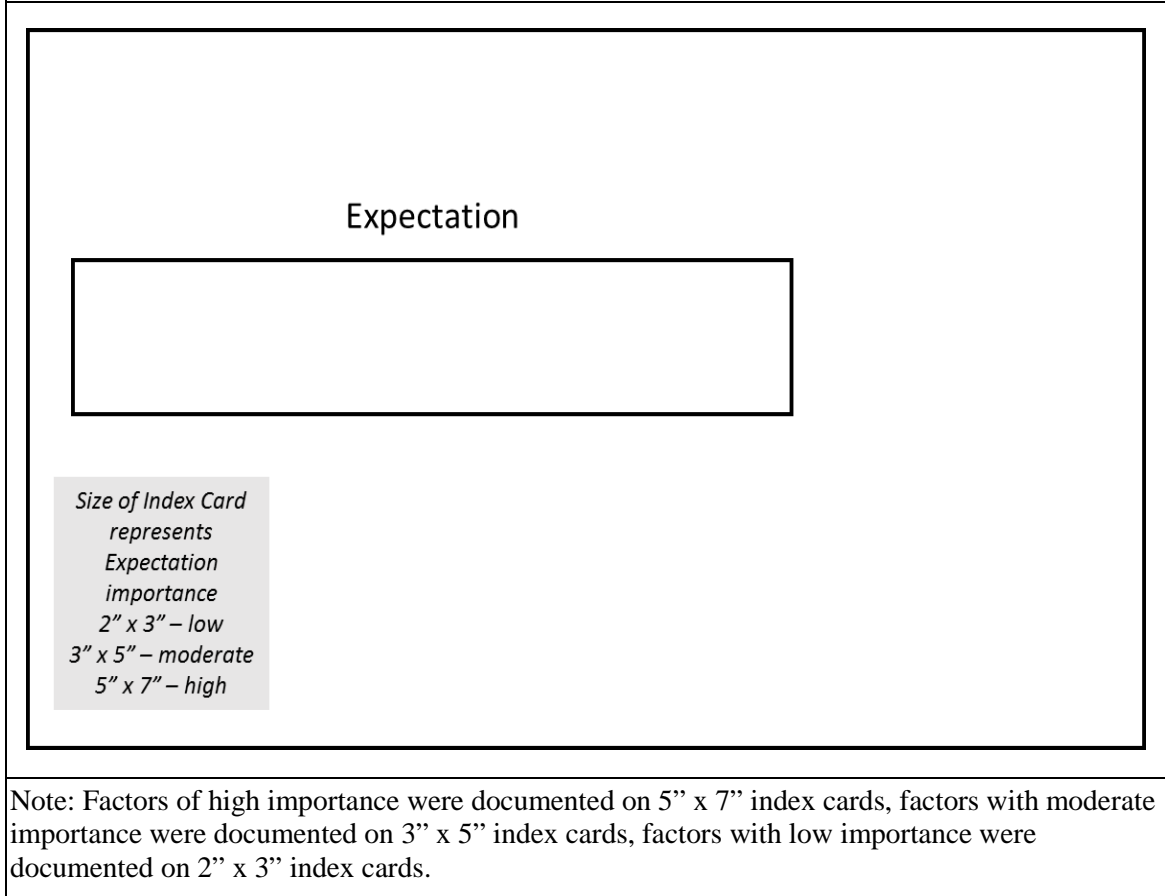 Expectation
Size of Index Card
represents
Expectation
importance
2” x 3” – low
3” x 5” – moderate
5” x 7” – high
Note: Factors of high importance were documented on 5” x 7” index cards, factors with moderate
importance were documented on 3” x 5” index cards, factors with low importance were
documented on 2” x 3” index cards.